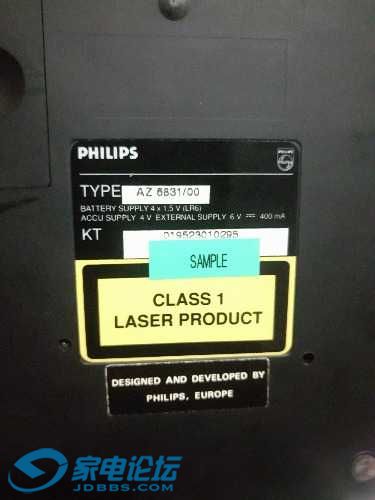 PHILIPS
TYPE AZ 6831/00
BATTERY SUPPLY 4 x 1.5 V (LR6)
ACCU SUPPLY 4 V EXTERNAL SUPPLY 6 V ⎓ 400 mA
KT 019523010295
SAMPLE
CLASS 1
LASER PRODUCT
DESIGNED AND DEVELOPED BY
PHILIPS, EUROPE
家电论坛
JDBBS.COM